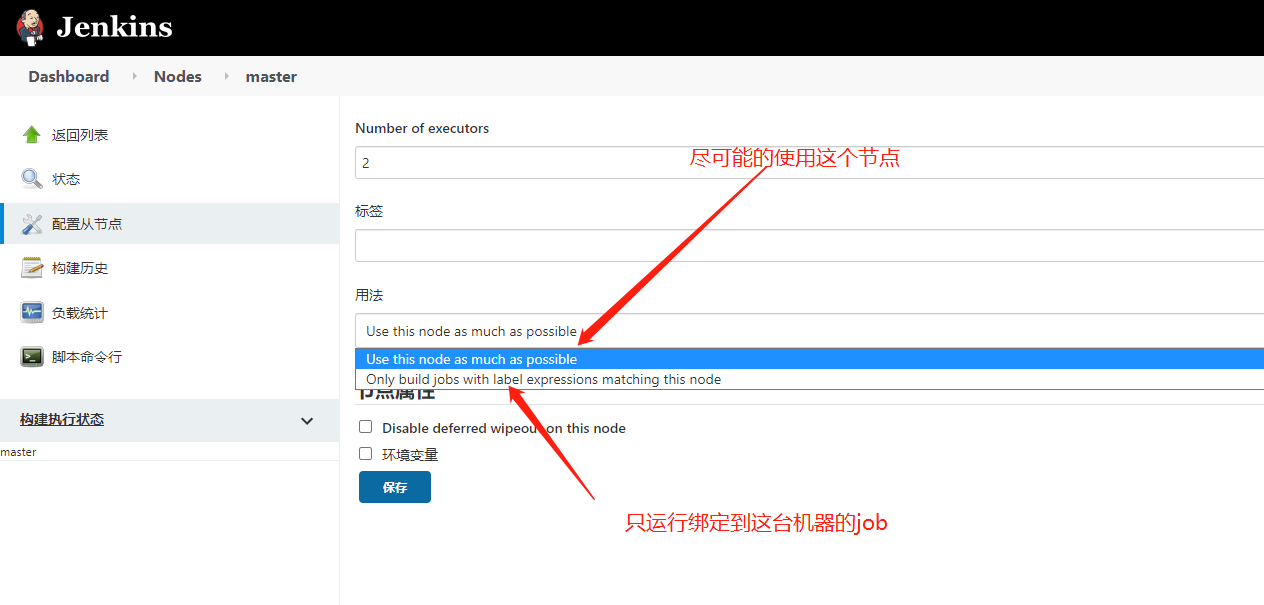 Jenkins
Dashboard Nodes master
返回列表
状态
配置从节点
构建历史
负载统计
脚本命令行
构建执行状态
master
Number of executors
2
尽可能的使用这个节点
标签
用法
Use this node as much as possible
Use this node as much as possible
Only build jobs with label expressions matching this node
节点属性
Disable deferred wipeout on this node
环境变量
保存
只运行绑定到这台机器的job